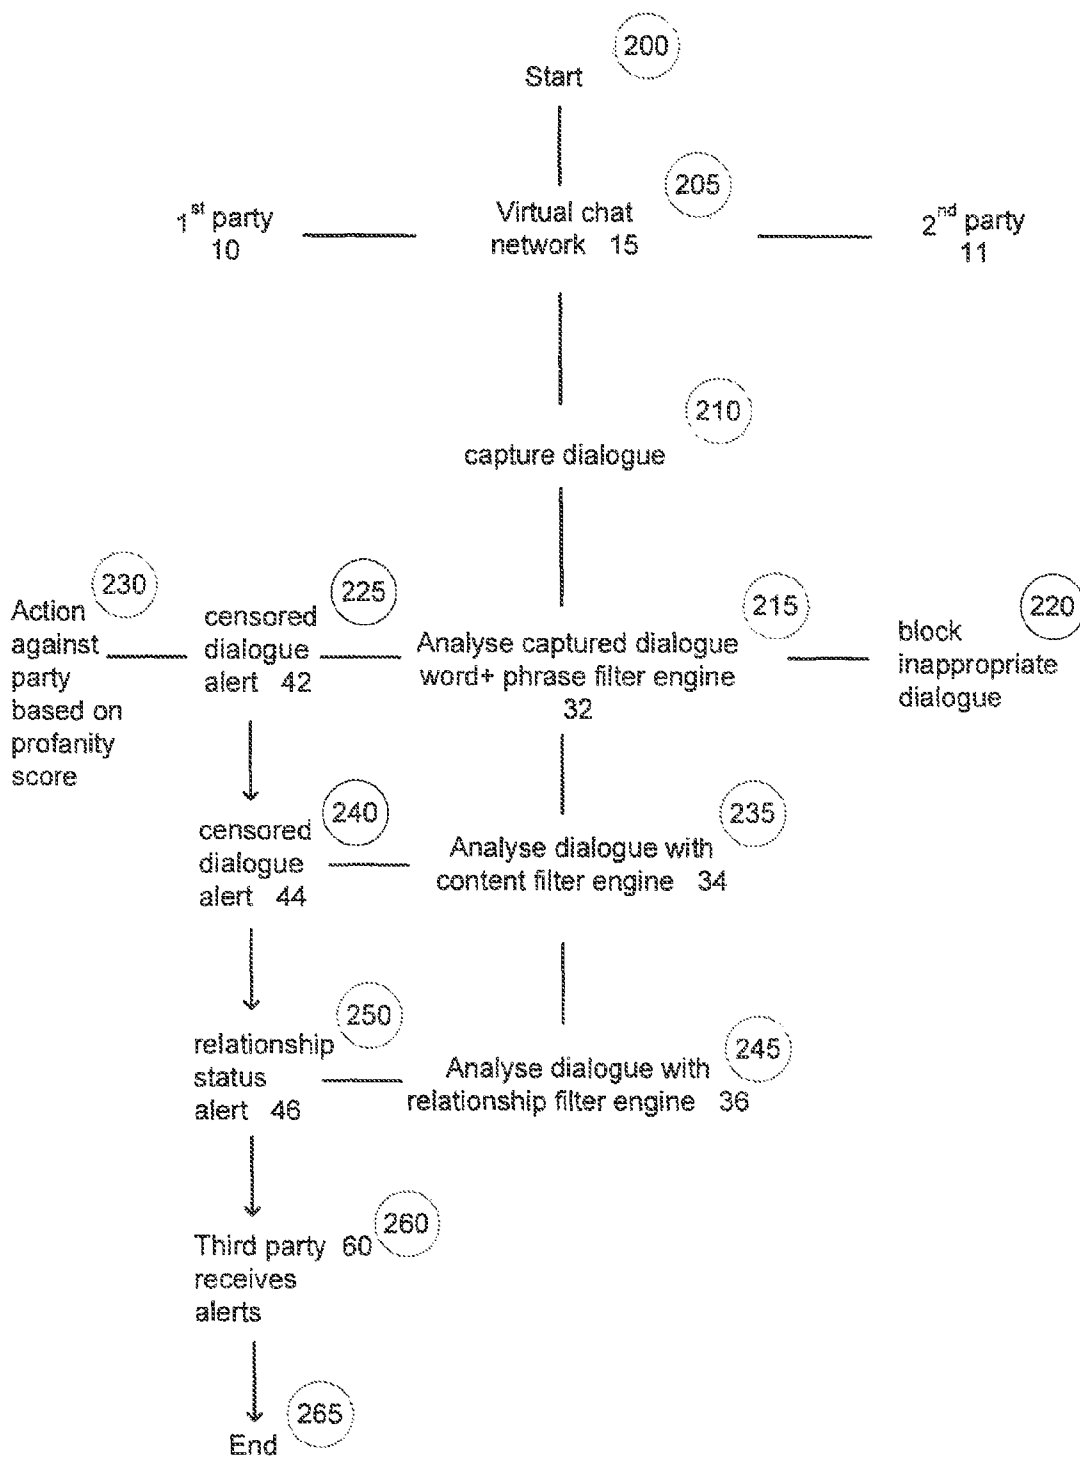 200
Start
205
1st party
10
Virtual chat
network 15
2nd party
11
210
capture dialogue
230
Action
against
party
based on
profanity
score
225
censored
dialogue
alert 42
215
Analyse captured dialogue
word+ phrase filter engine
32
220
block
inappropriate
dialogue
240
censored
dialogue
alert 44
235
Analyse dialogue with
content filter engine 34
250
relationship
status
alert 46
245
Analyse dialogue with
relationship filter engine 36
260
Third party 60
receives
alerts
265
End